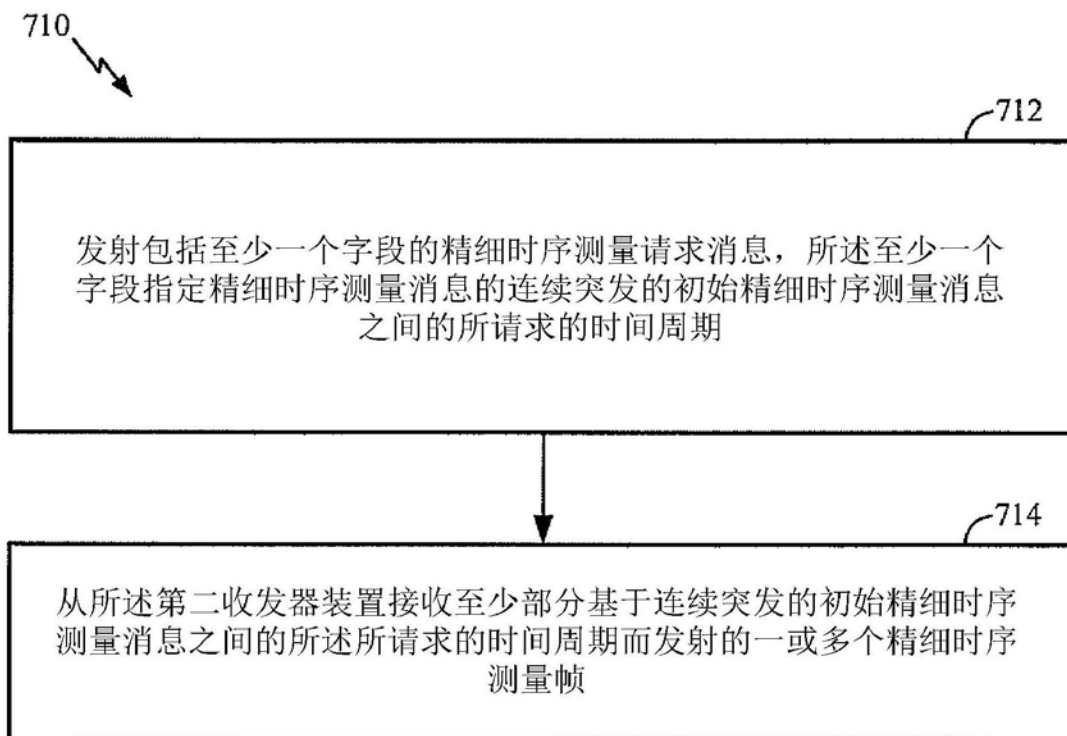 710
712
发射包括至少一个字段的精细时序测量请求消息，所述至少一个
字段指定精细时序测量消息的连续突发的初始精细时序测量消息
之间的所请求的时间周期
714
从所述第二收发器装置接收至少部分基于连续突发的初始精细时序
测量消息之间的所述所请求的时间周期而发射的一或多个精细时序
测量帧